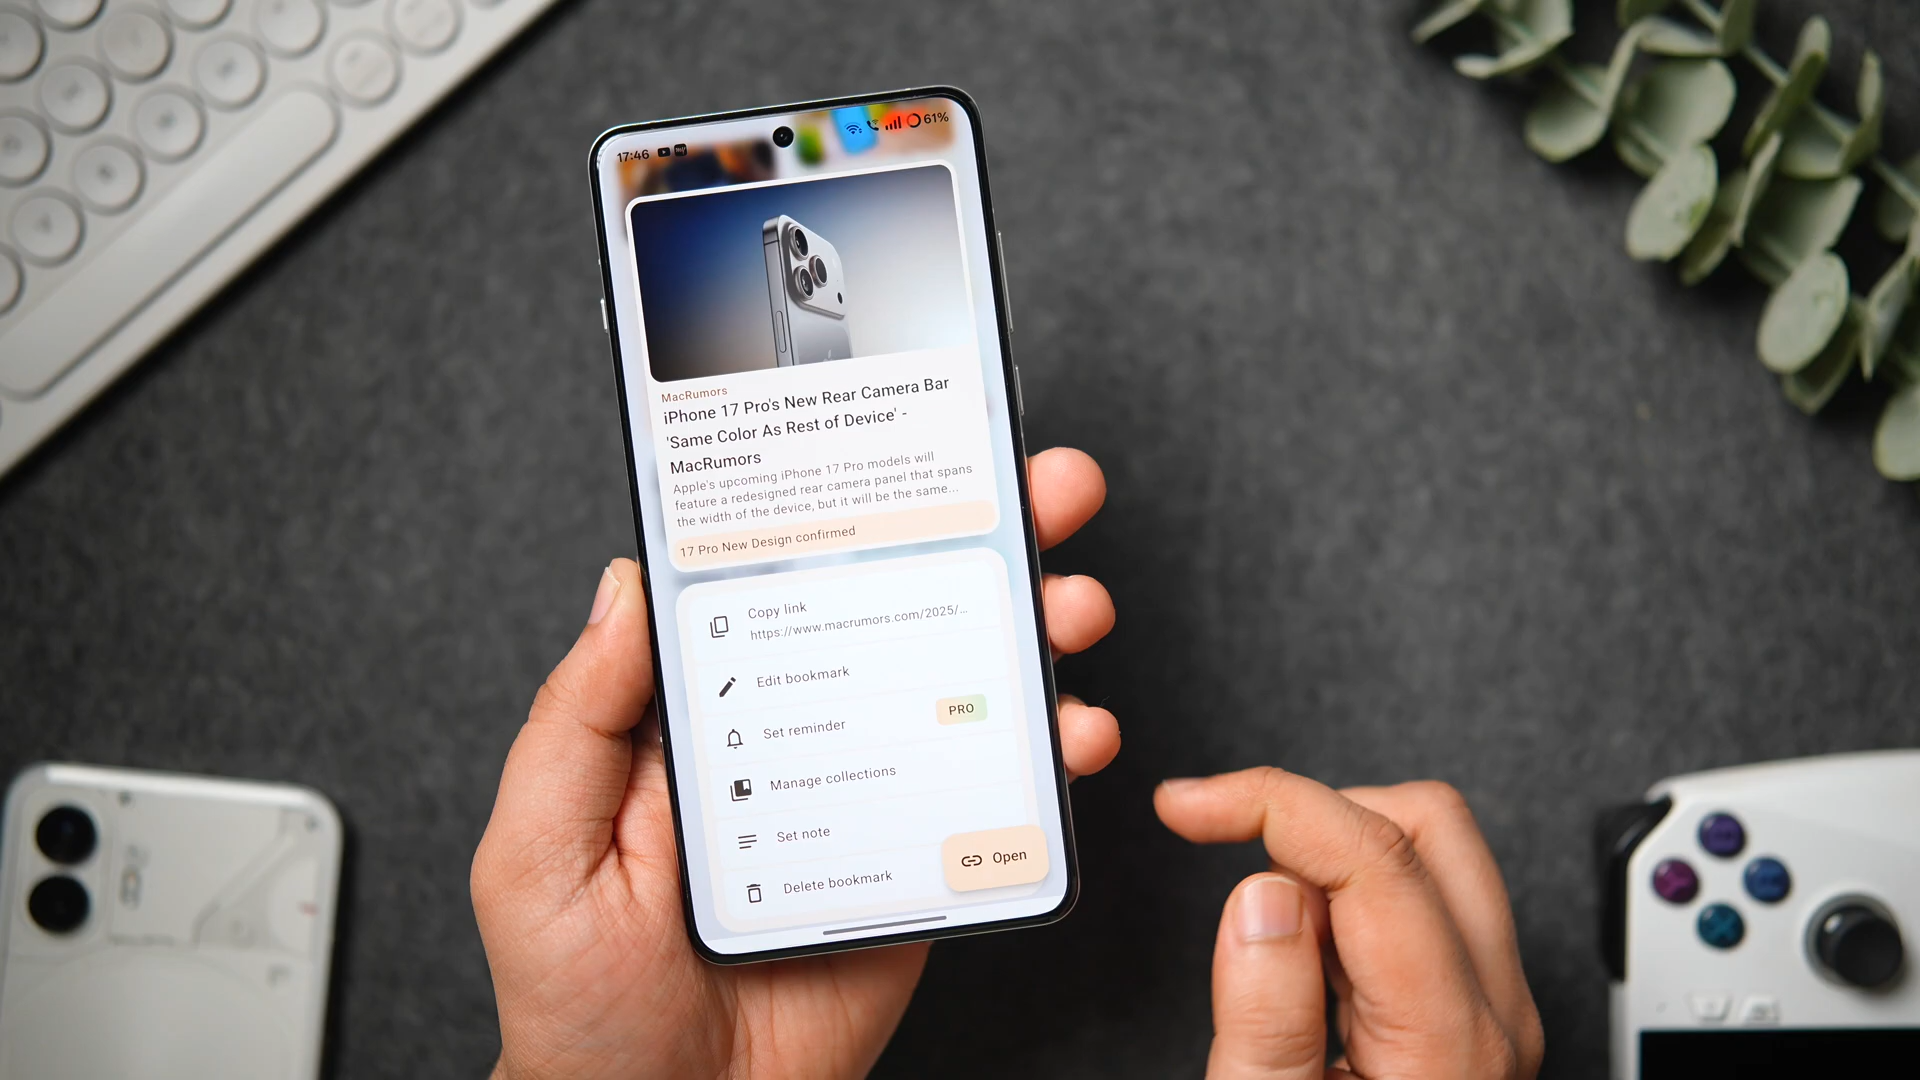 17:46
61%
MacRumors
iPhone 17 Pro's New Rear Camera Bar
'Same Color As Rest of Device' -
MacRumors
Apple's upcoming iPhone 17 Pro models will
feature a redesigned rear camera panel that spans
the width of the device, but it will be the same...
17 Pro New Design confirmed
Copy link
https://www.macrumors.com/2025/...
Edit bookmark
Set reminder
PRO
Manage collections
Set note
Delete bookmark
Open